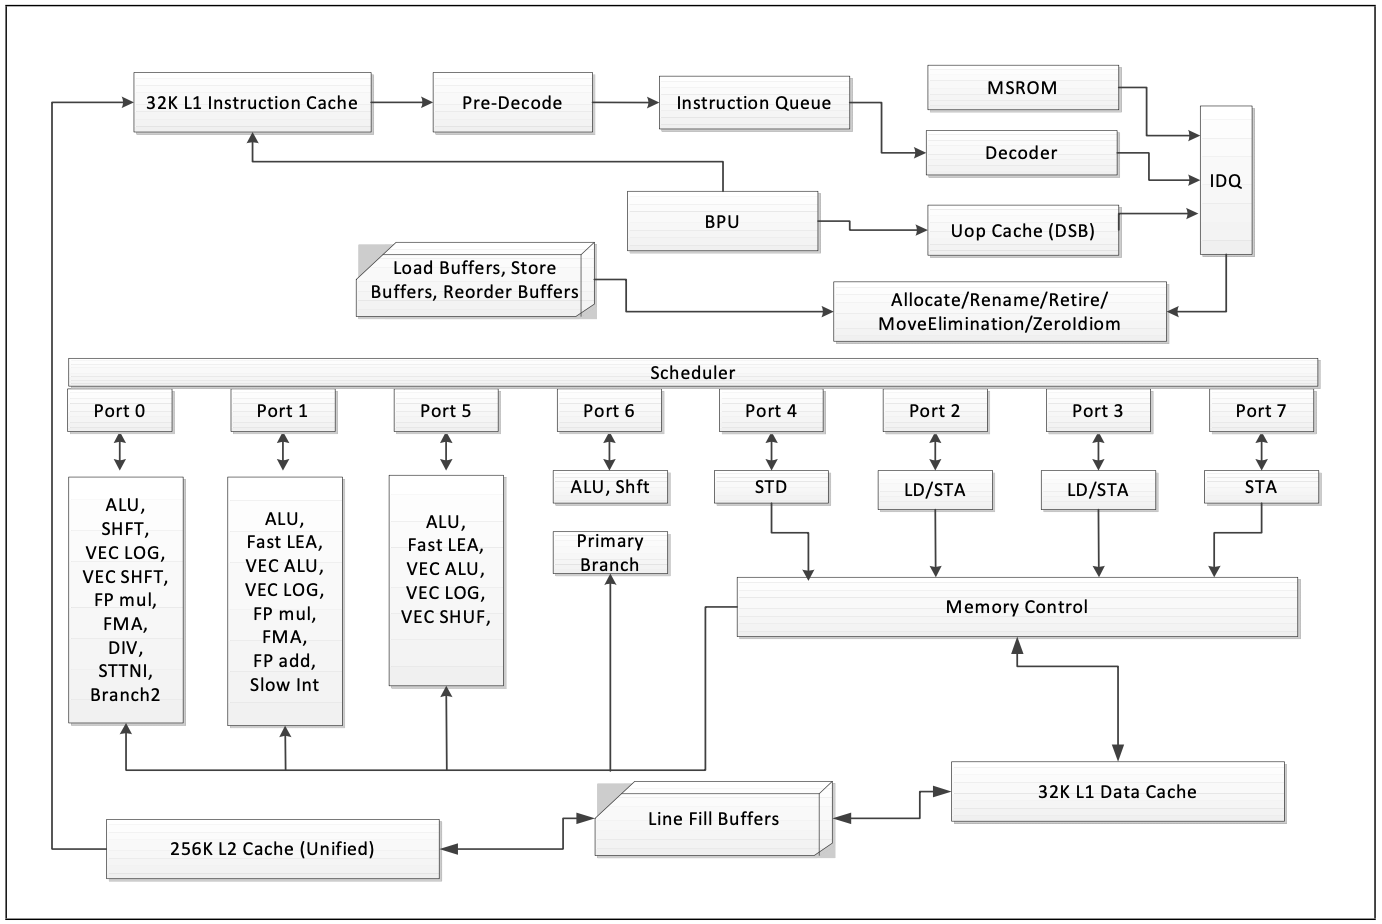 32K L1 Instruction Cache
Pre-Decode
Instruction Queue
MSROM
Decoder
IDQ
BPU
Uop Cache (DSB)
Load Buffers, Store
Buffers, Reorder Buffers
Allocate/Rename/Retire/
MoveElimination/ZeroIdiom
Scheduler
Port 0
Port 1
Port 5
Port 6
Port 4
Port 2
Port 3
Port 7
ALU,
SHFT,
VEC LOG,
VEC SHFT,
FP mul,
FMA,
DIV,
STTNI,
Branch2
ALU,
Fast LEA,
VEC ALU,
VEC LOG,
FP mul,
FMA,
FP add,
Slow Int
ALU,
Fast LEA,
VEC ALU,
VEC LOG,
VEC SHUF,
ALU, Shft
Primary
Branch
STD
LD/STA
LD/STA
STA
Memory Control
32K L1 Data Cache
Line Fill Buffers
256K L2 Cache (Unified)